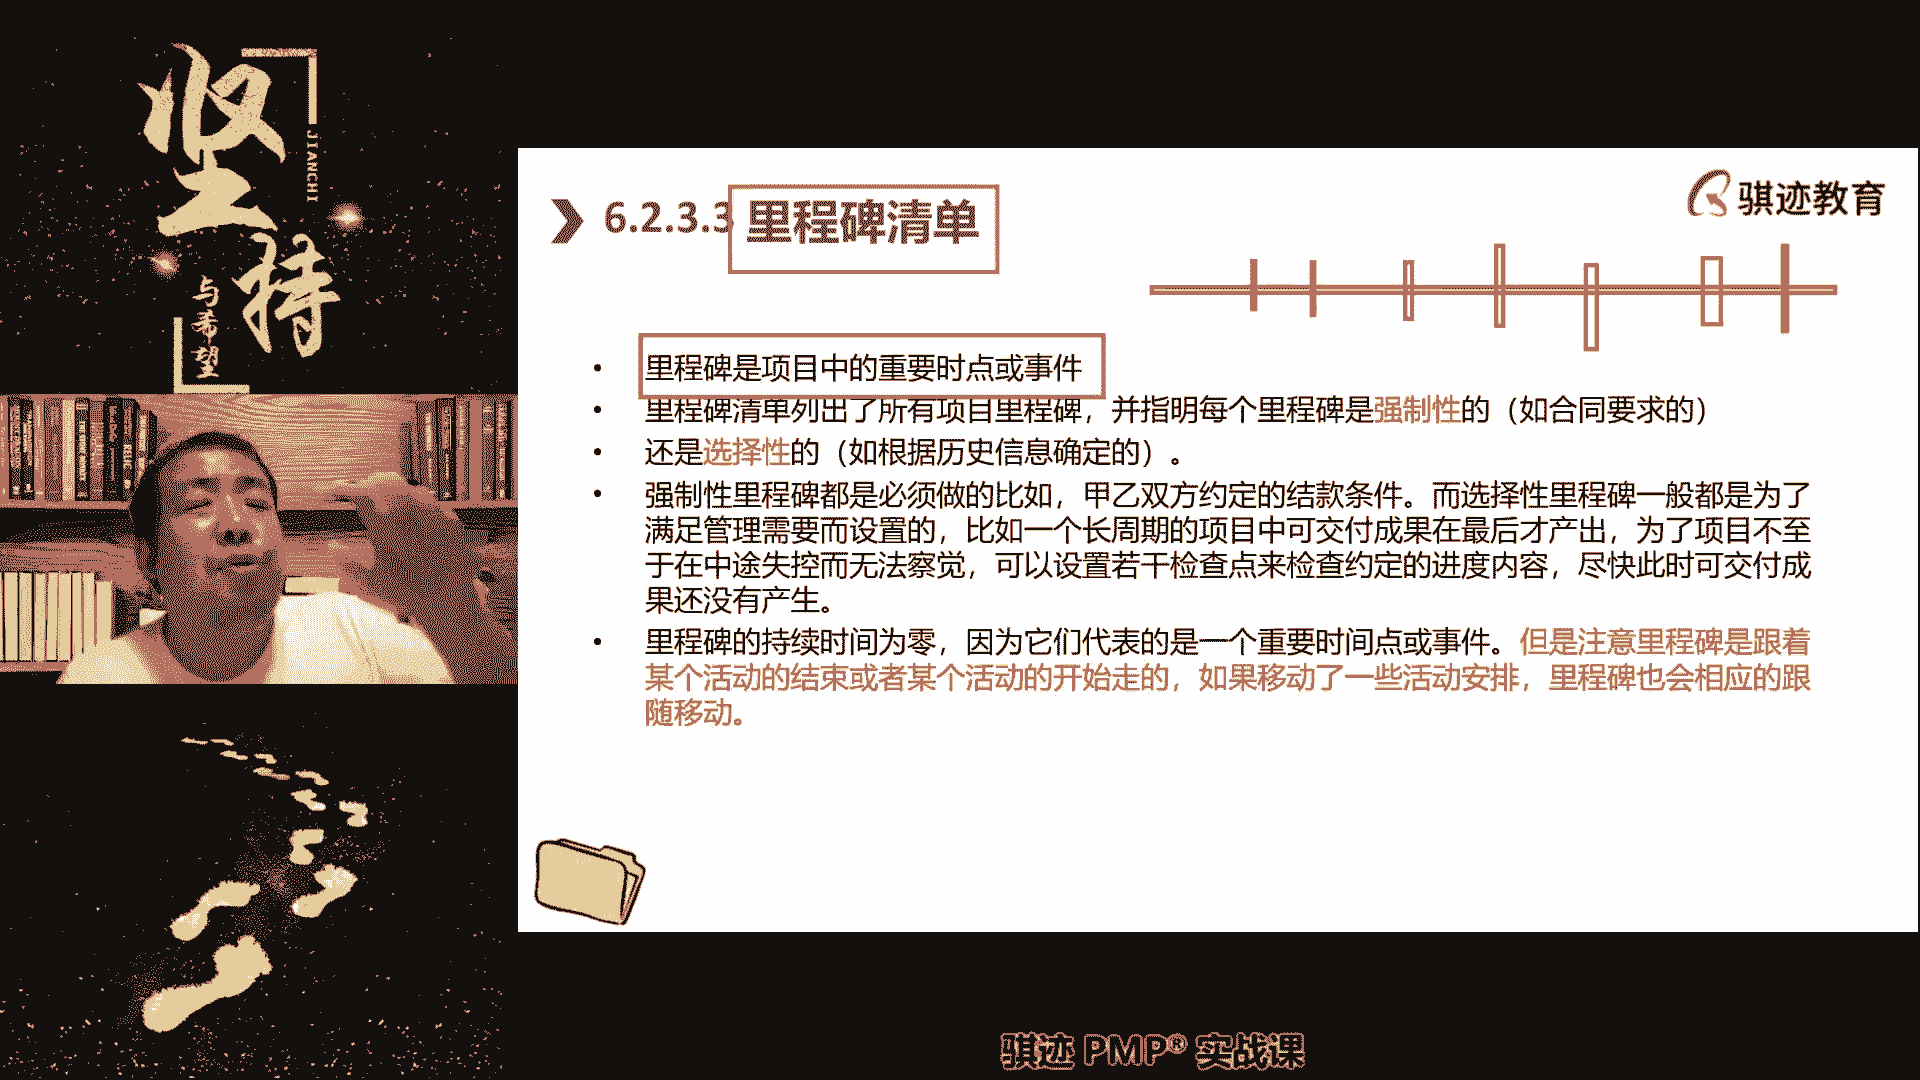 坚持
JIANCHI
与希望
骐迹教育
6.2.3.3 里程碑清单
里程碑是项目中的重要时点或事件
里程碑清单列出了所有项目里程碑，并指明每个里程碑是强制性的（如合同要求的）
还是选择性的（如根据历史信息确定的）。
强制性里程碑都是必须做的比如，甲乙双方约定的结款条件。而选择性里程碑一般都是为了
满足管理需要而设置的，比如一个长周期的项目中可交付成果在最后才产出，为了项目不至
于在中途失控而无法察觉，可以设置若干检查点来检查约定的进度内容，尽快此时可交付成
果还没有产生。
里程碑的持续时间为零，因为它们代表的是一个重要时间点或事件。但是注意里程碑是跟着
某个活动的结束或者某个活动的开始走的，如果移动了一些活动安排，里程碑也会相应的跟
随移动。
骐迹 PMP® 实战课